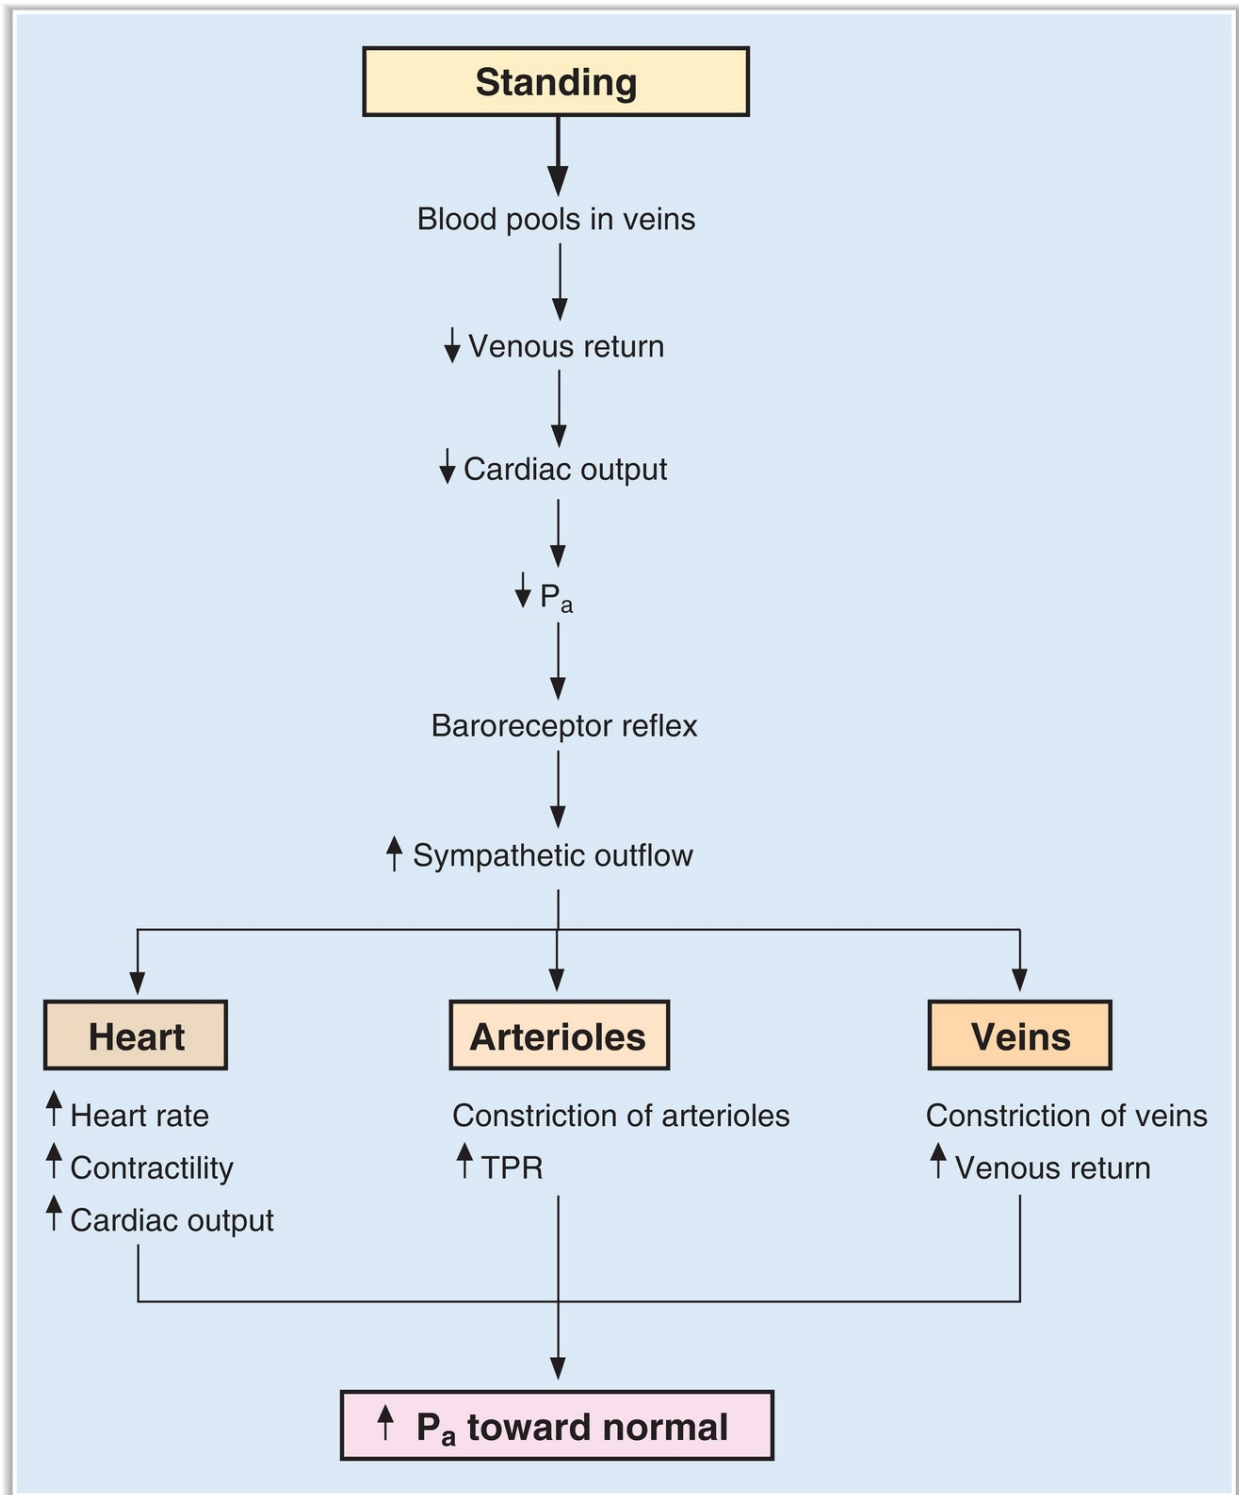 Standing
Blood pools in veins
↓ Venous return
↓ Cardiac output
↓ Pa
Baroreceptor reflex
↑ Sympathetic outflow
Heart
↑ Heart rate
↑ Contractility
↑ Cardiac output
Arterioles
Constriction of arterioles
↑ TPR
Veins
Constriction of veins
↑ Venous return
↑ Pa toward normal